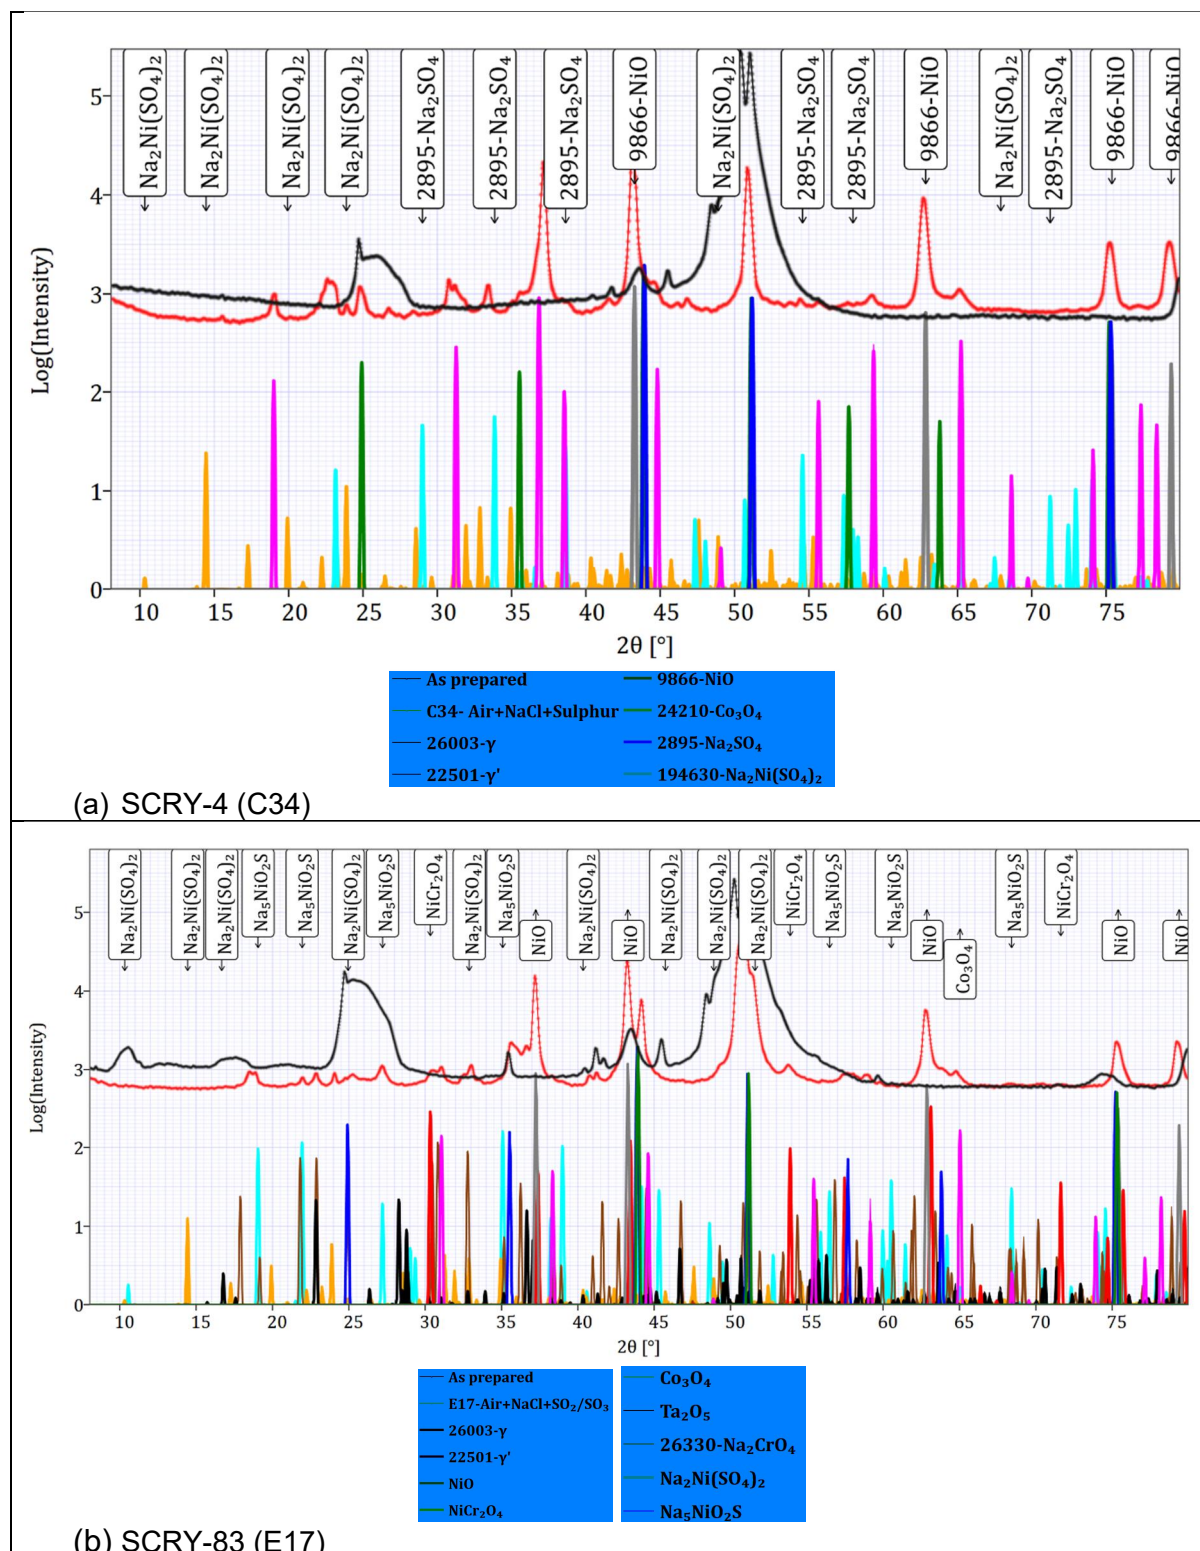 Na₂Ni(SO₄)₂
Na₂Ni(SO₄)₂
Na₂Ni(SO₄)₂
Na₂Ni(SO₄)₂
2895-Na₂SO₄
2895-Na₂SO₄
2895-Na₂SO₄
9866-NiO
Na₂Ni(SO₄)₂
2895-Na₂SO₄
2895-Na₂SO₄
9866-NiO
Na₂Ni(SO₄)₂
2895-Na₂SO₄
9866-NiO
9866-NiO
Log(Intensity)
5
4
3
2
1
0
10 15 20 25 30 35 40 45 50 55 60 65 70 75
2θ [°]
As prepared
C34- Air+NaCl+Sulphur
26003-γ
22501-γ'
9866-NiO
24210-Co₃O₄
2895-Na₂SO₄
194630-Na₂Ni(SO₄)₂
(a) SCRY-4 (C34)
Na₂Ni(SO₄)₂
Na₂Ni(SO₄)₂
Na₂Ni(SO₄)₂
Na₅NiO₂S
Na₅NiO₂S
Na₂Ni(SO₄)₂
Na₅NiO₂S
NiCr₂O₄
Na₂Ni(SO₄)₂
Na₅NiO₂S
NiO
Na₂Ni(SO₄)₂
NiO
Na₂Ni(SO₄)₂
Na₂Ni(SO₄)₂
Na₂Ni(SO₄)₂
NiCr₂O₄
Na₅NiO₂S
Na₅NiO₂S
NiO
Co₃O₄
Na₅NiO₂S
NiCr₂O₄
NiO
NiO
Log(Intensity)
5
4
3
2
1
0
10 15 20 25 30 35 40 45 50 55 60 65 70 75
2θ [°]
As prepared
E17-Air+NaCl+SO₂/SO₃
26003-γ
22501-γ'
NiO
NiCr₂O₄
Co₃O₄
Ta₂O₅
26330-Na₂CrO₄
Na₂Ni(SO₄)₂
Na₅NiO₂S
(b) SCRY-83 (E17)